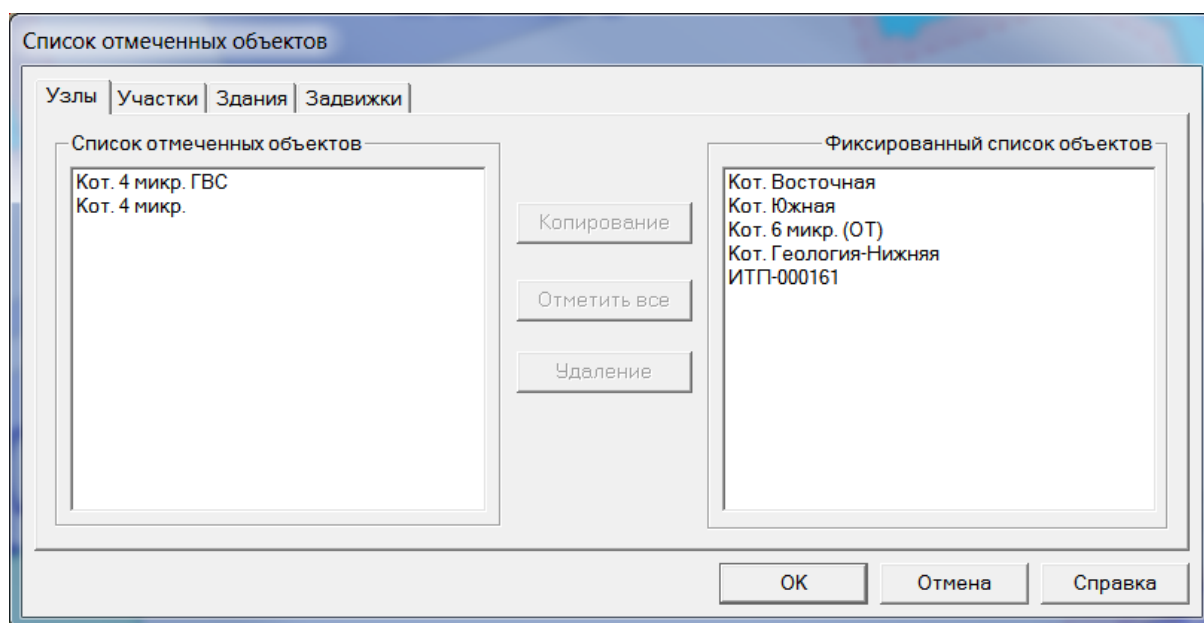 Список отмеченных объектов
Узлы Участки Здания Задвижки
Список отмеченных объектов
Кот. 4 микр. ГВС
Кот. 4 микр.
Копирование
Отметить все
Удаление
Фиксированный список объектов
Кот. Восточная
Кот. Южная
Кот. 6 микр. (ОТ)
Кот. Геология-Нижняя
ИТП-000161
OK Отмена Справка